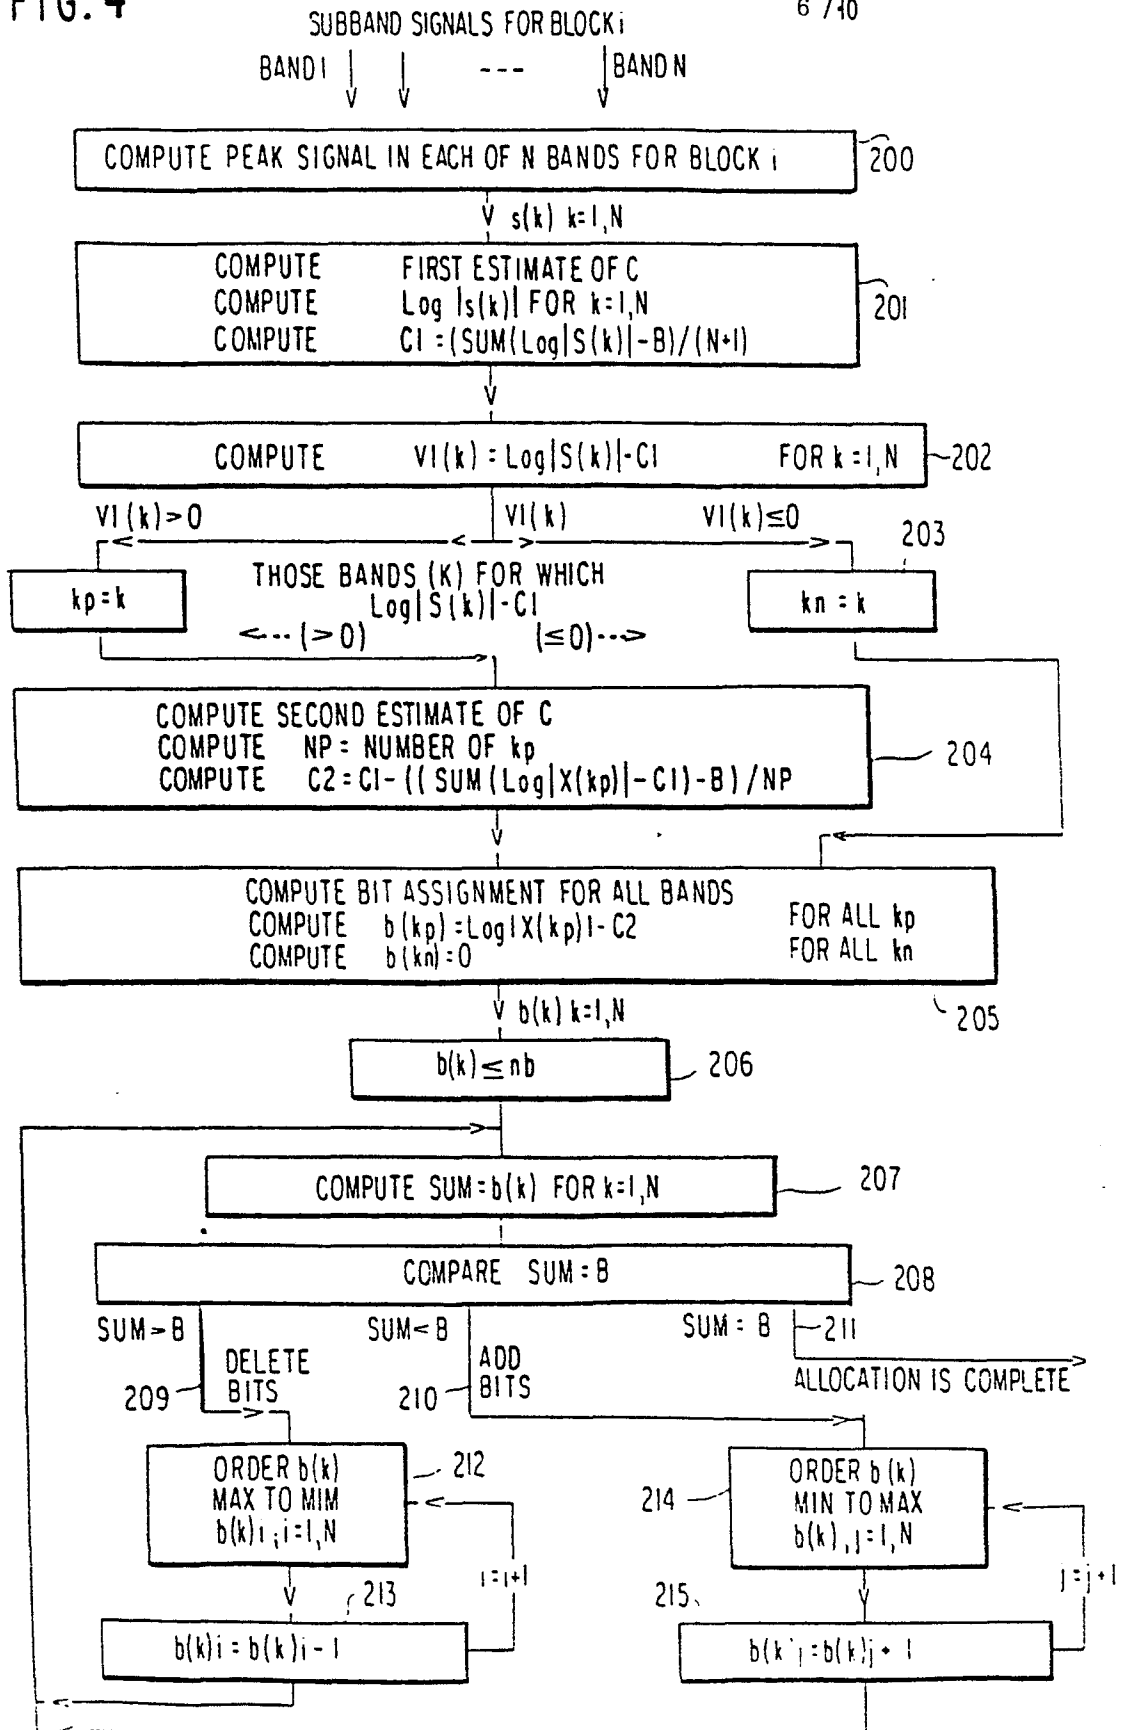 FIG. 4
6/10
SUBBAND SIGNALS FOR BLOCK i
BAND 1 --- BAND N
COMPUTE PEAK SIGNAL IN EACH OF N BANDS FOR BLOCK i
200
s(k) k=1,N
COMPUTE FIRST ESTIMATE OF C
COMPUTE Log |s(k)| FOR k=1,N
COMPUTE C1=(SUM(Log|S(k)|-B)/(N+1)
201
COMPUTE V1(k)=Log|S(k)|-C1 FOR k=1,N
202
V1(k)>0 V1(k) V1(k)≤0
203
THOSE BANDS (K) FOR WHICH
kp=k Log|S(k)|-C1 kn=k
<--- (>0) (≤0)--->
COMPUTE SECOND ESTIMATE OF C
COMPUTE NP = NUMBER OF kp
COMPUTE C2=C1-((SUM(Log|X(kp)|-C1)-B)/NP
204
COMPUTE BIT ASSIGNMENT FOR ALL BANDS
COMPUTE b(kp)=Log|X(kp)|-C2 FOR ALL kp
COMPUTE b(kn)=0 FOR ALL kn
205
b(k) k=1,N
b(k)≤nb
206
COMPUTE SUM=b(k) FOR k=1,N
207
COMPARE SUM=B
208
SUM>B SUM<B SUM=B 211
DELETE
BITS
209
ADD
BITS
210
ALLOCATION IS COMPLETE
ORDER b(k)
MAX TO MIM
b(k)i,i=1,N
212
i=i+1
213
b(k)i=b(k)i-1
ORDER b(k)
MIN TO MAX
b(k),j=1,N
214
j=j+1
215
b(k)j=b(k)j+1